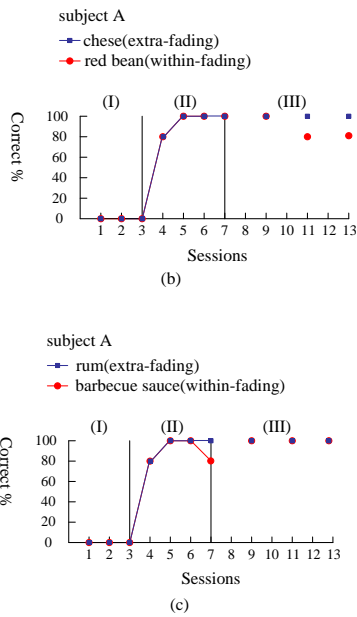 subject A
chese(extra-fading)
red bean(within-fading)
(I) (II) (III)
Correct %
100
80
60
40
20
0
1 2 3 4 5 6 7 8 9 10 11 12 13
Sessions
(b)
subject A
rum(extra-fading)
barbecue sauce(within-fading)
(I) (II) (III)
Correct %
100
80
60
40
20
0
1 2 3 4 5 6 7 8 9 10 11 12 13
Sessions
(c)